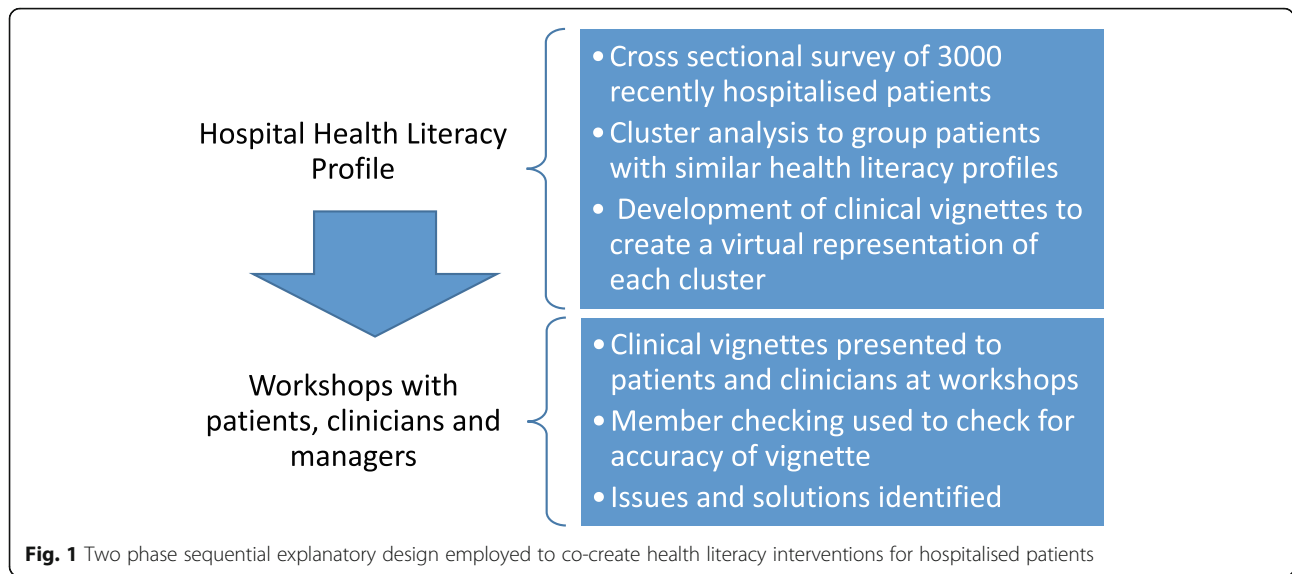 Hospital Health Literacy
Profile
• Cross sectional survey of 3000
recently hospitalised patients
• Cluster analysis to group patients
with similar health literacy profiles
• Development of clinical vignettes to
create a virtual representation of
each cluster
Workshops with
patients, clinicians and
managers
• Clinical vignettes presented to
patients and clinicians at workshops
• Member checking used to check for
accuracy of vignette
• Issues and solutions identified
Fig. 1 Two phase sequential explanatory design employed to co-create health literacy interventions for hospitalised patients